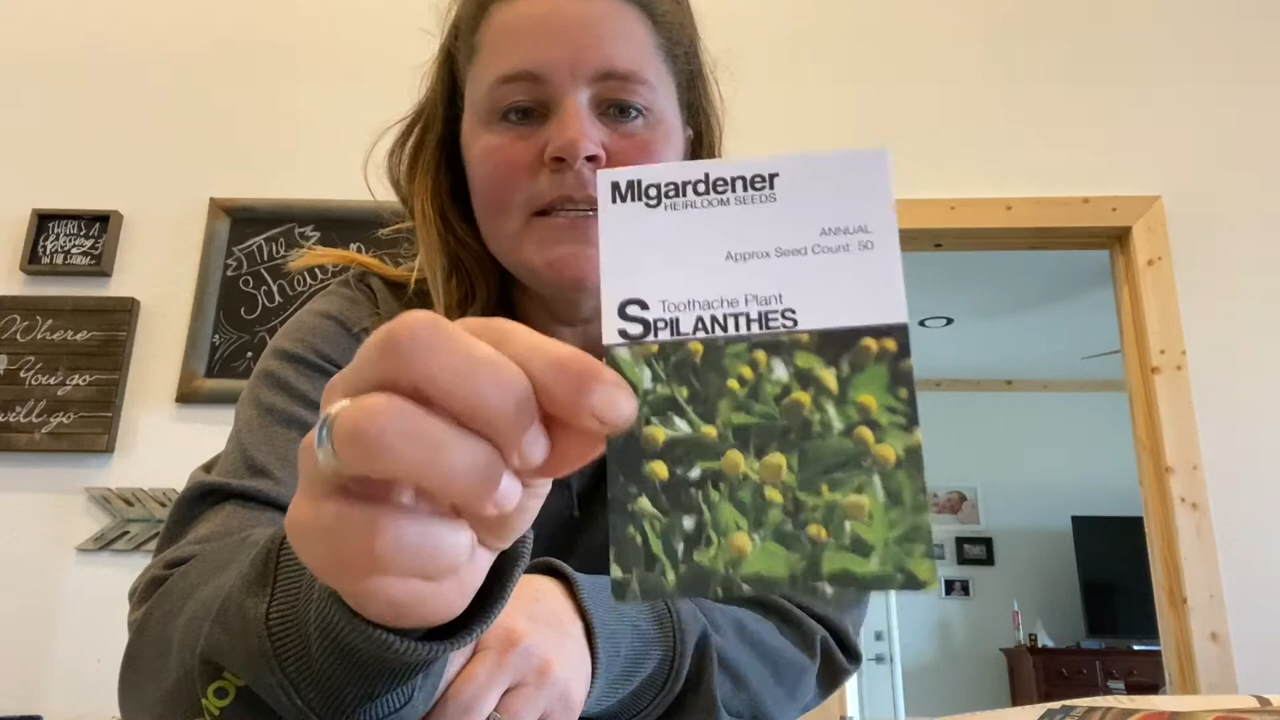 MIgardener
HEIRLOOM SEEDS
ANNUAL
Approx Seed Count: 50
Toothache Plant
SPILANTHES
THERE'S A
blessing
IN THE STORM
The
Where
You go
will go